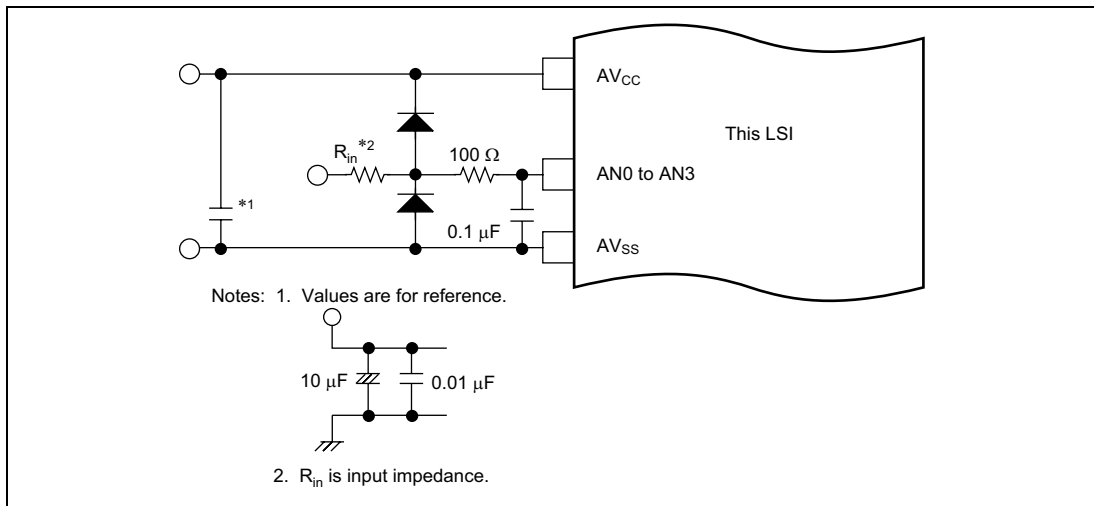 AVCC
This LSI
Rin*2
100 Ω
AN0 to AN3
*1
0.1 μF
AVSS
Notes: 1. Values are for reference.
10 μF
0.01 μF
2. Rin is input impedance.